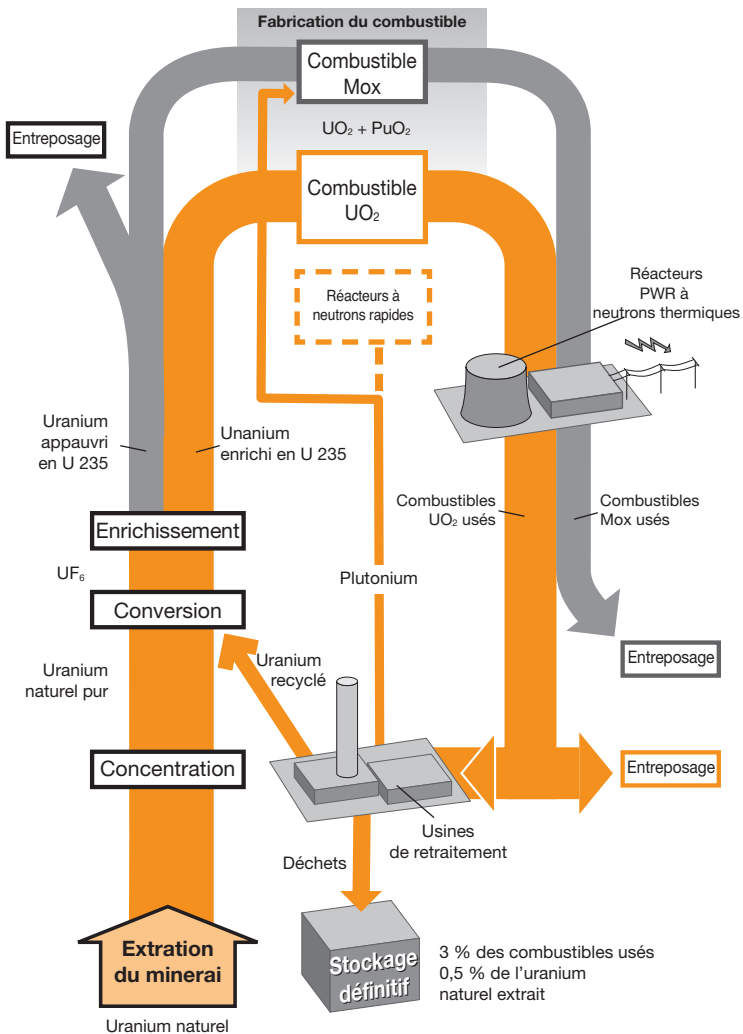 Fabrication du combustible
Combustible
Mox
UO₂ + PuO₂
Entreposage
Combustible
UO₂
Réacteurs à
neutrons rapides
Réacteurs
PWR à
neutrons thermiques
Uranium
appauvri
en U 235
Unanium
enrichi en U 235
Combustibles
UO₂ usés
Combustibles
Mox usés
Enrichissement
UF₆
Plutonium
Conversion
Uranium
recyclé
Uranium
naturel pur
Entreposage
Concentration
Entreposage
Usines
de retraitement
Déchets
Extration
du minerai
Stockage
définitif
3 % des combustibles usés
0,5 % de l'uranium
naturel extrait
Uranium naturel